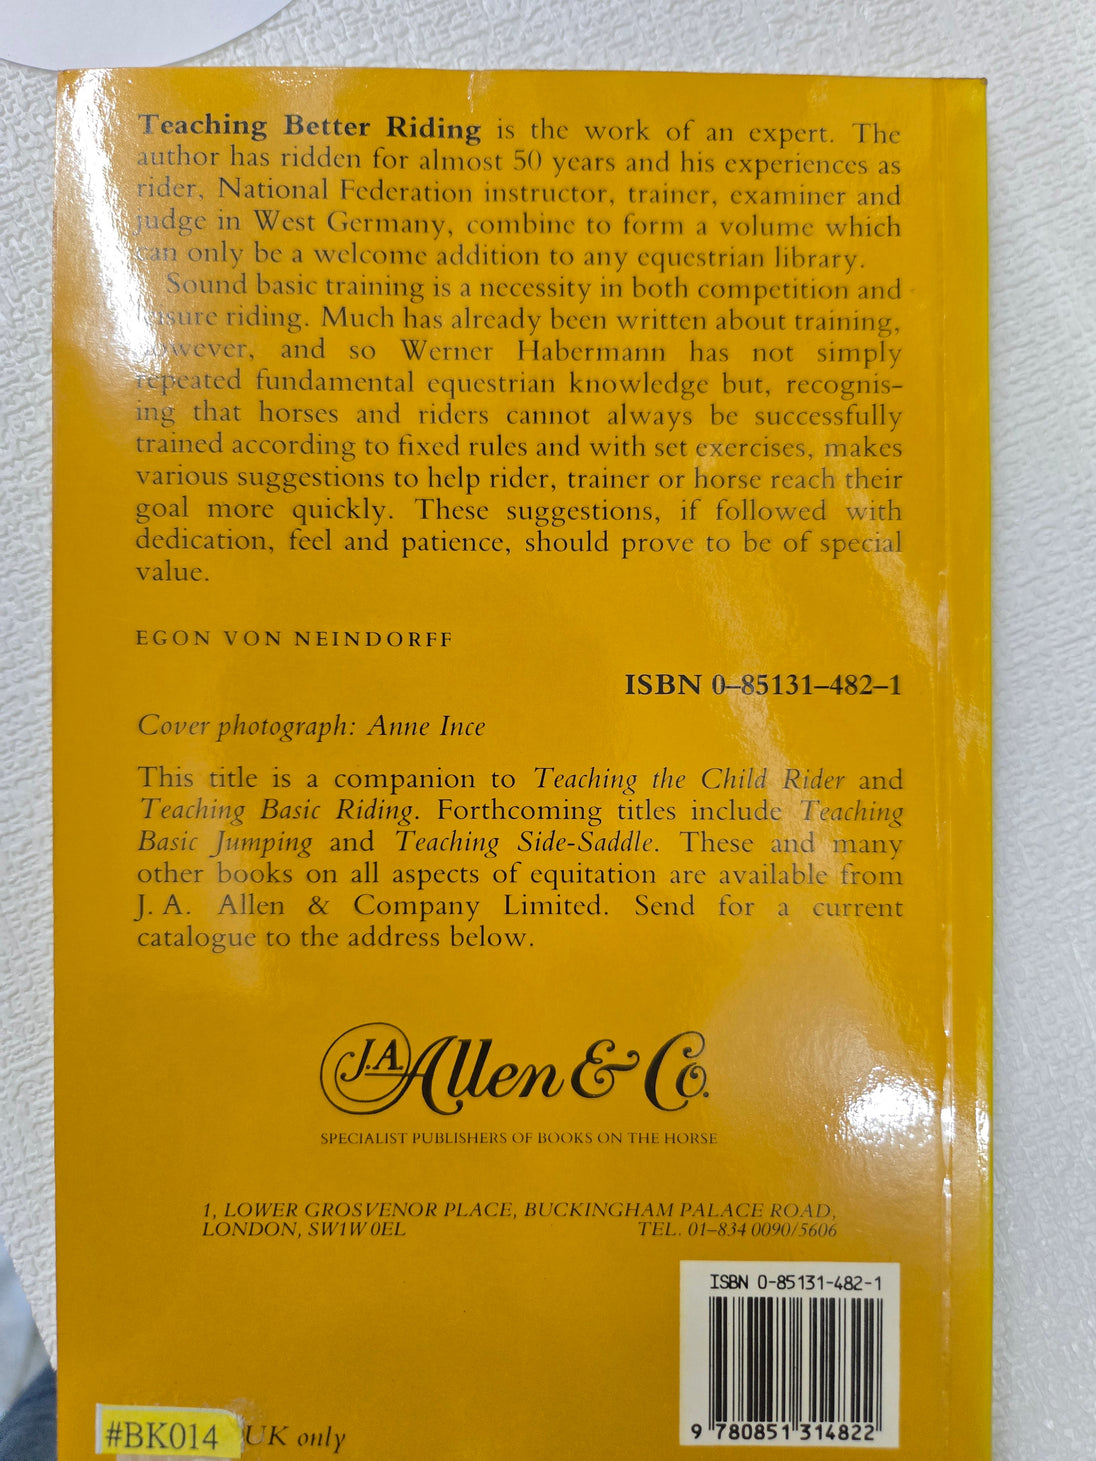 Teaching Better Riding is the work of an expert. The
author has ridden for almost 50 years and his experiences as
rider, National Federation instructor, trainer, examiner and
judge in West Germany, combine to form a volume which
can only be a welcome addition to any equestrian library.
Sound basic training is a necessity in both competition and
leisure riding. Much has already been written about training,
however, and so Werner Habermann has not simply
repeated fundamental equestrian knowledge but, recognis-
ing that horses and riders cannot always be successfully
trained according to fixed rules and with set exercises, makes
various suggestions to help rider, trainer or horse reach their
goal more quickly. These suggestions, if followed with
dedication, feel and patience, should prove to be of special
value.
EGON VON NEINDORFF
ISBN 0–85131–482–1
Cover photograph: Anne Ince
This title is a companion to Teaching the Child Rider and
Teaching Basic Riding. Forthcoming titles include Teaching
Basic Jumping and Teaching Side-Saddle. These and many
other books on all aspects of equitation are available from
J. A. Allen & Company Limited. Send for a current
catalogue to the address below.
J.A. Allen & Co.
SPECIALIST PUBLISHERS OF BOOKS ON THE HORSE
1, LOWER GROSVENOR PLACE, BUCKINGHAM PALACE ROAD,
LONDON, SW1W 0EL TEL. 01–834 0090/5606
ISBN 0-85131-482-1
9 780851 314822
#BK014 UK only